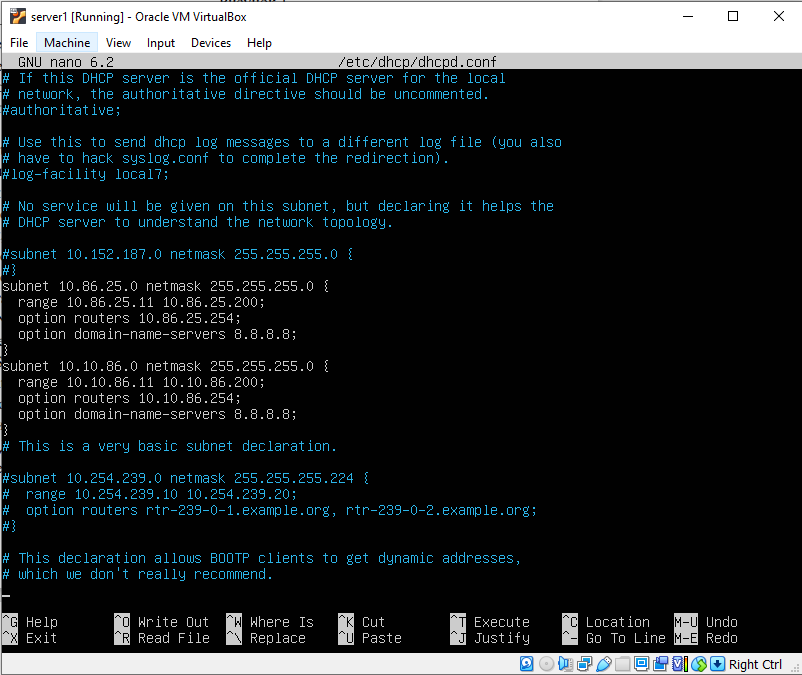 server1 [Running] - Oracle VM VirtualBox
File Machine View Input Devices Help
GNU nano 6.2 /etc/dhcp/dhcpd.conf
# If this DHCP server is the official DHCP server for the local
# network, the authoritative directive should be uncommented.
#authoritative;
# Use this to send dhcp log messages to a different log file (you also
# have to hack syslog.conf to complete the redirection).
#log-facility local7;
# No service will be given on this subnet, but declaring it helps the
# DHCP server to understand the network topology.
#subnet 10.152.187.0 netmask 255.255.255.0 {
#}
subnet 10.86.25.0 netmask 255.255.255.0 {
  range 10.86.25.11 10.86.25.200;
  option routers 10.86.25.254;
  option domain-name-servers 8.8.8.8;
}
subnet 10.10.86.0 netmask 255.255.255.0 {
  range 10.10.86.11 10.10.86.200;
  option routers 10.10.86.254;
  option domain-name-servers 8.8.8.8;
}
# This is a very basic subnet declaration.
#subnet 10.254.239.0 netmask 255.255.255.224 {
#  range 10.254.239.10 10.254.239.20;
#  option routers rtr-239-0-1.example.org, rtr-239-0-2.example.org;
#}
# This declaration allows BOOTP clients to get dynamic addresses,
# which we don't really recommend.
^G Help ^O Write Out ^W Where Is ^K Cut ^T Execute ^C Location M-U Undo
^X Exit ^R Read File ^\ Replace ^U Paste ^J Justify ^_ Go To Line M-E Redo
Right Ctrl